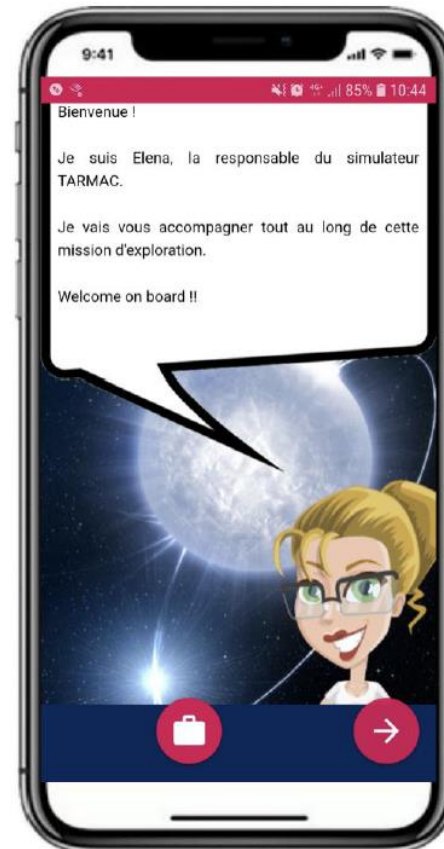 9:41
85% 10:44
Bienvenue !
Je suis Elena, la responsable du simulateur
TARMAC.
Je vais vous accompagner tout au long de cette
mission d'exploration.
Welcome on board !!